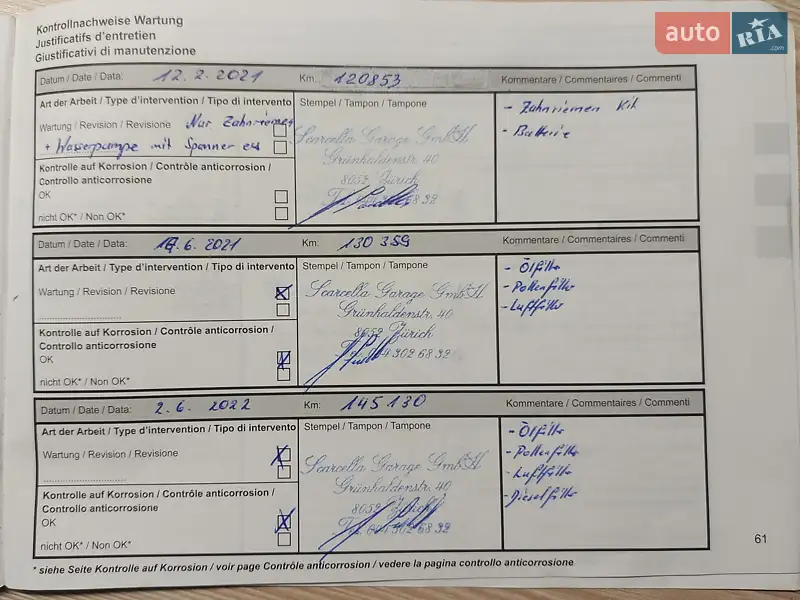 Kontrollnachweise Wartung
Justificatifs d'entretien
Giustificativi di manutenzione
auto RIA .com
Datum / Date / Data: 12.2.2021 Km.: 120853 Kommentare / Commentaires / Commenti
Art der Arbeit / Type d'intervention / Tipo di intervento Stempel / Tampon / Tampone
Wartung / Revision / Revisione Nur Zahnriemen
+ Wasserpumpe mit Spanner
- Zahnriemen Kit
- Batterie
Scarcella Garage GmbH
Grünhaldenstr. 40
8052 Zürich
Kontrolle auf Korrosion / Contrôle anticorrosion /
Controllo anticorrosione
OK
nicht OK* / Non OK*
Datum / Date / Data: 6.2021 Km: 130 359 Kommentare / Commentaires / Commenti
Art der Arbeit / Type d'intervention / Tipo di intervento Stempel / Tampon / Tampone
Wartung / Revision / Revisione
- Ölfilter
- Pollenfilter
- Luftfilter
Scarcella Garage GmbH
Grünhaldenstr. 40
8052 Zürich
Kontrolle auf Korrosion / Contrôle anticorrosion /
Controllo anticorrosione
OK
nicht OK* / Non OK*
Datum / Date / Data: 2.6. 2022 Km: 145 130 Kommentare / Commentaires / Commenti
Art der Arbeit / Type d'intervention / Tipo di intervento Stempel / Tampon / Tampone
Wartung / Revision / Revisione
- Ölfilter
- Pollenfilter
- Luftfilter
- Dieselfilter
Scarcella Garage GmbH
Grünhaldenstr. 40
8052 Zürich
Kontrolle auf Korrosion / Contrôle anticorrosion /
Controllo anticorrosione
OK
nicht OK* / Non OK*
61
* siehe Seite Kontrolle auf Korrosion / voir page Contrôle anticorrosion / vedere la pagina controllo anticorrosione